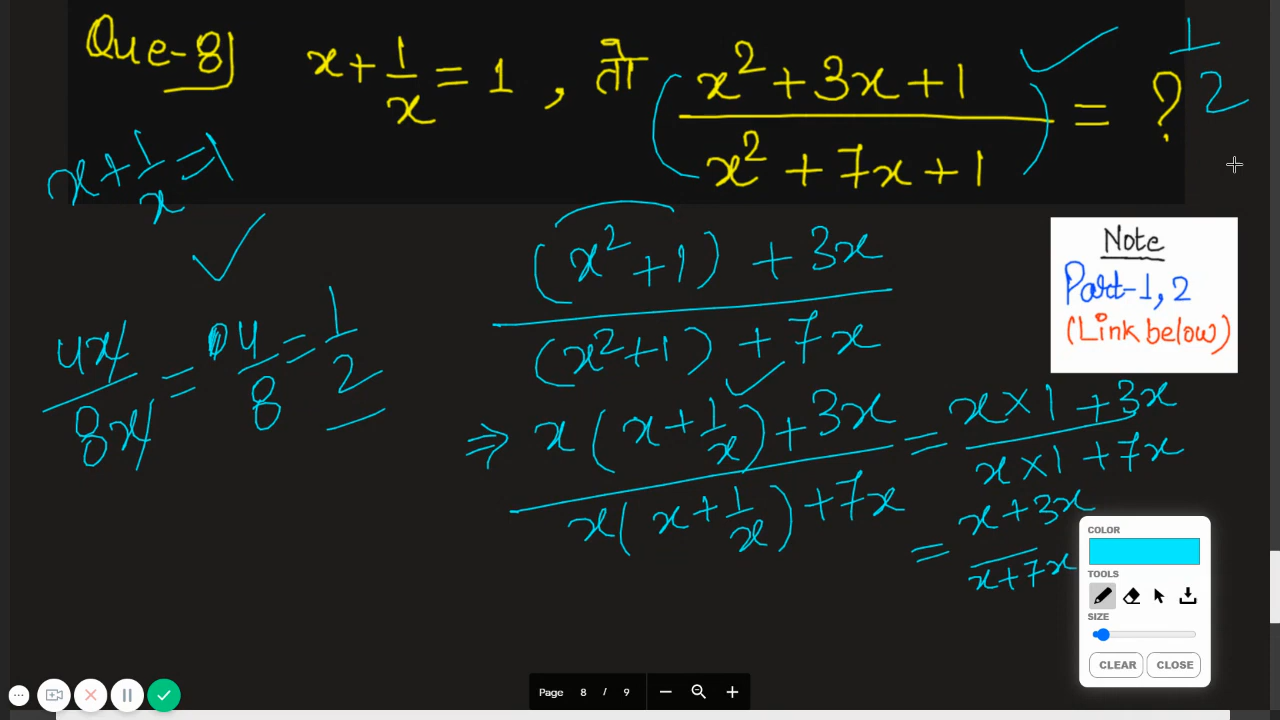 Que-8] x + 1/x = 1 , तो (x² + 3x + 1)/(x² + 7x + 1) = ? 1/2
x + 1/x = 1
Note
Part-1, 2
(Link below)
((x² + 1) + 3x)/((x² + 1) + 7x)
4x/8x = 4/8 = 1/2
⇒ (x(x + 1/x) + 3x)/(x(x + 1/x) + 7x) = (x × 1 + 3x)/(x × 1 + 7x)
= (x + 3x)/(x + 7x)
COLOR
TOOLS
SIZE
CLEAR CLOSE
Page 8 / 9